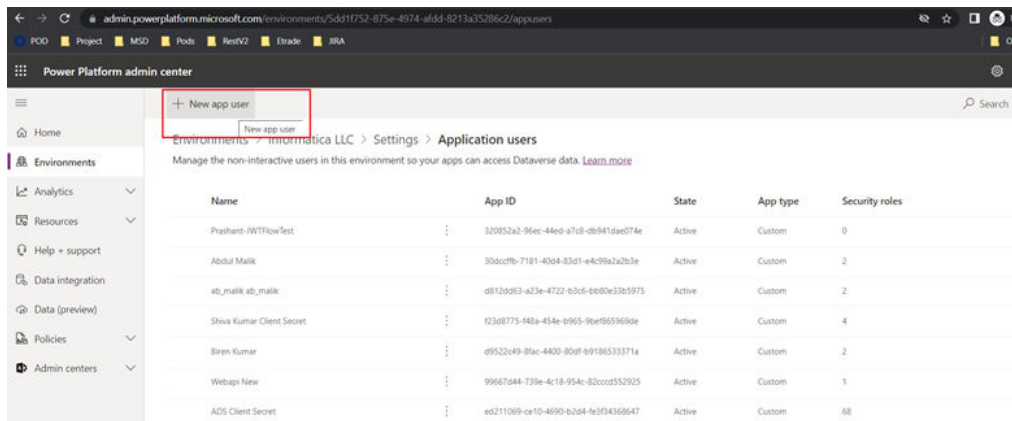 admin.powerplatform.microsoft.com/environments/5dd1f752-875e-4974-afdd-8213a35286c2/appusers
POD Project MSD Pods RestV2 Etrade JIRA
Power Platform admin center
New app user
Search
New app user
Environments > Informatica LLC > Settings > Application users
Manage the non-interactive users in this environment so your apps can access Dataverse data. Learn more
Home
Environments
Analytics
Resources
Help + support
Data integration
Data (preview)
Policies
Admin centers
Name App ID State App type Security roles
Prashant-JWTFlowTest 320852a2-96ec-44ed-a7c8-db941dae074e Active Custom 0
Abdul Malik 30dccffb-7181-40d4-83d1-e4c99a2a2b3e Active Custom 2
ab_malik ab_malik d812dd63-a23e-4722-b3c6-bb80e33b5975 Active Custom 2
Shiva Kumar Client Secret f23d8775-f48a-454e-b965-9bef865969de Active Custom 4
Biren Kumar d9522c49-8fac-4400-80df-b9186533371a Active Custom 2
Webapi New 99667d44-739e-4c18-954c-82cccd552925 Active Custom 1
ADS Client Secret ed211069-ce10-4690-b2d4-fe3f34368647 Active Custom 68